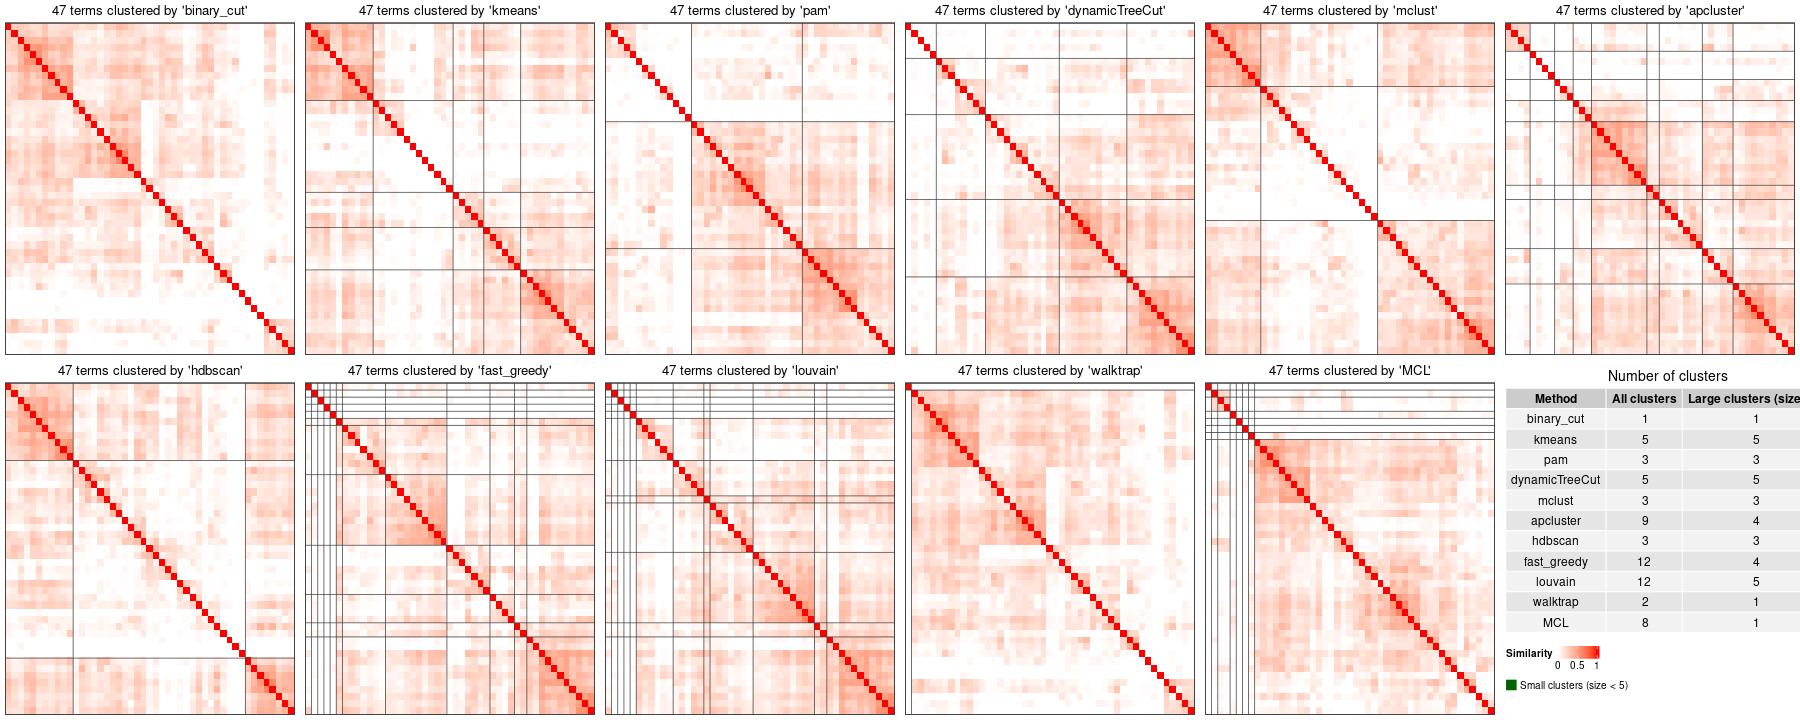 47 terms clustered by 'binary_cut'
47 terms clustered by 'kmeans'
47 terms clustered by 'pam'
47 terms clustered by 'dynamicTreeCut'
47 terms clustered by 'mclust'
47 terms clustered by 'apcluster'
47 terms clustered by 'hdbscan'
47 terms clustered by 'fast_greedy'
47 terms clustered by 'louvain'
47 terms clustered by 'walktrap'
47 terms clustered by 'MCL'
Number of clusters
Method All clusters Large clusters (size
binary_cut 1 1
kmeans 5 5
pam 3 3
dynamicTreeCut 5 5
mclust 3 3
apcluster 9 4
hdbscan 3 3
fast_greedy 12 4
louvain 12 5
walktrap 2 1
MCL 8 1
Similarity
0 0.5 1
Small clusters (size < 5)